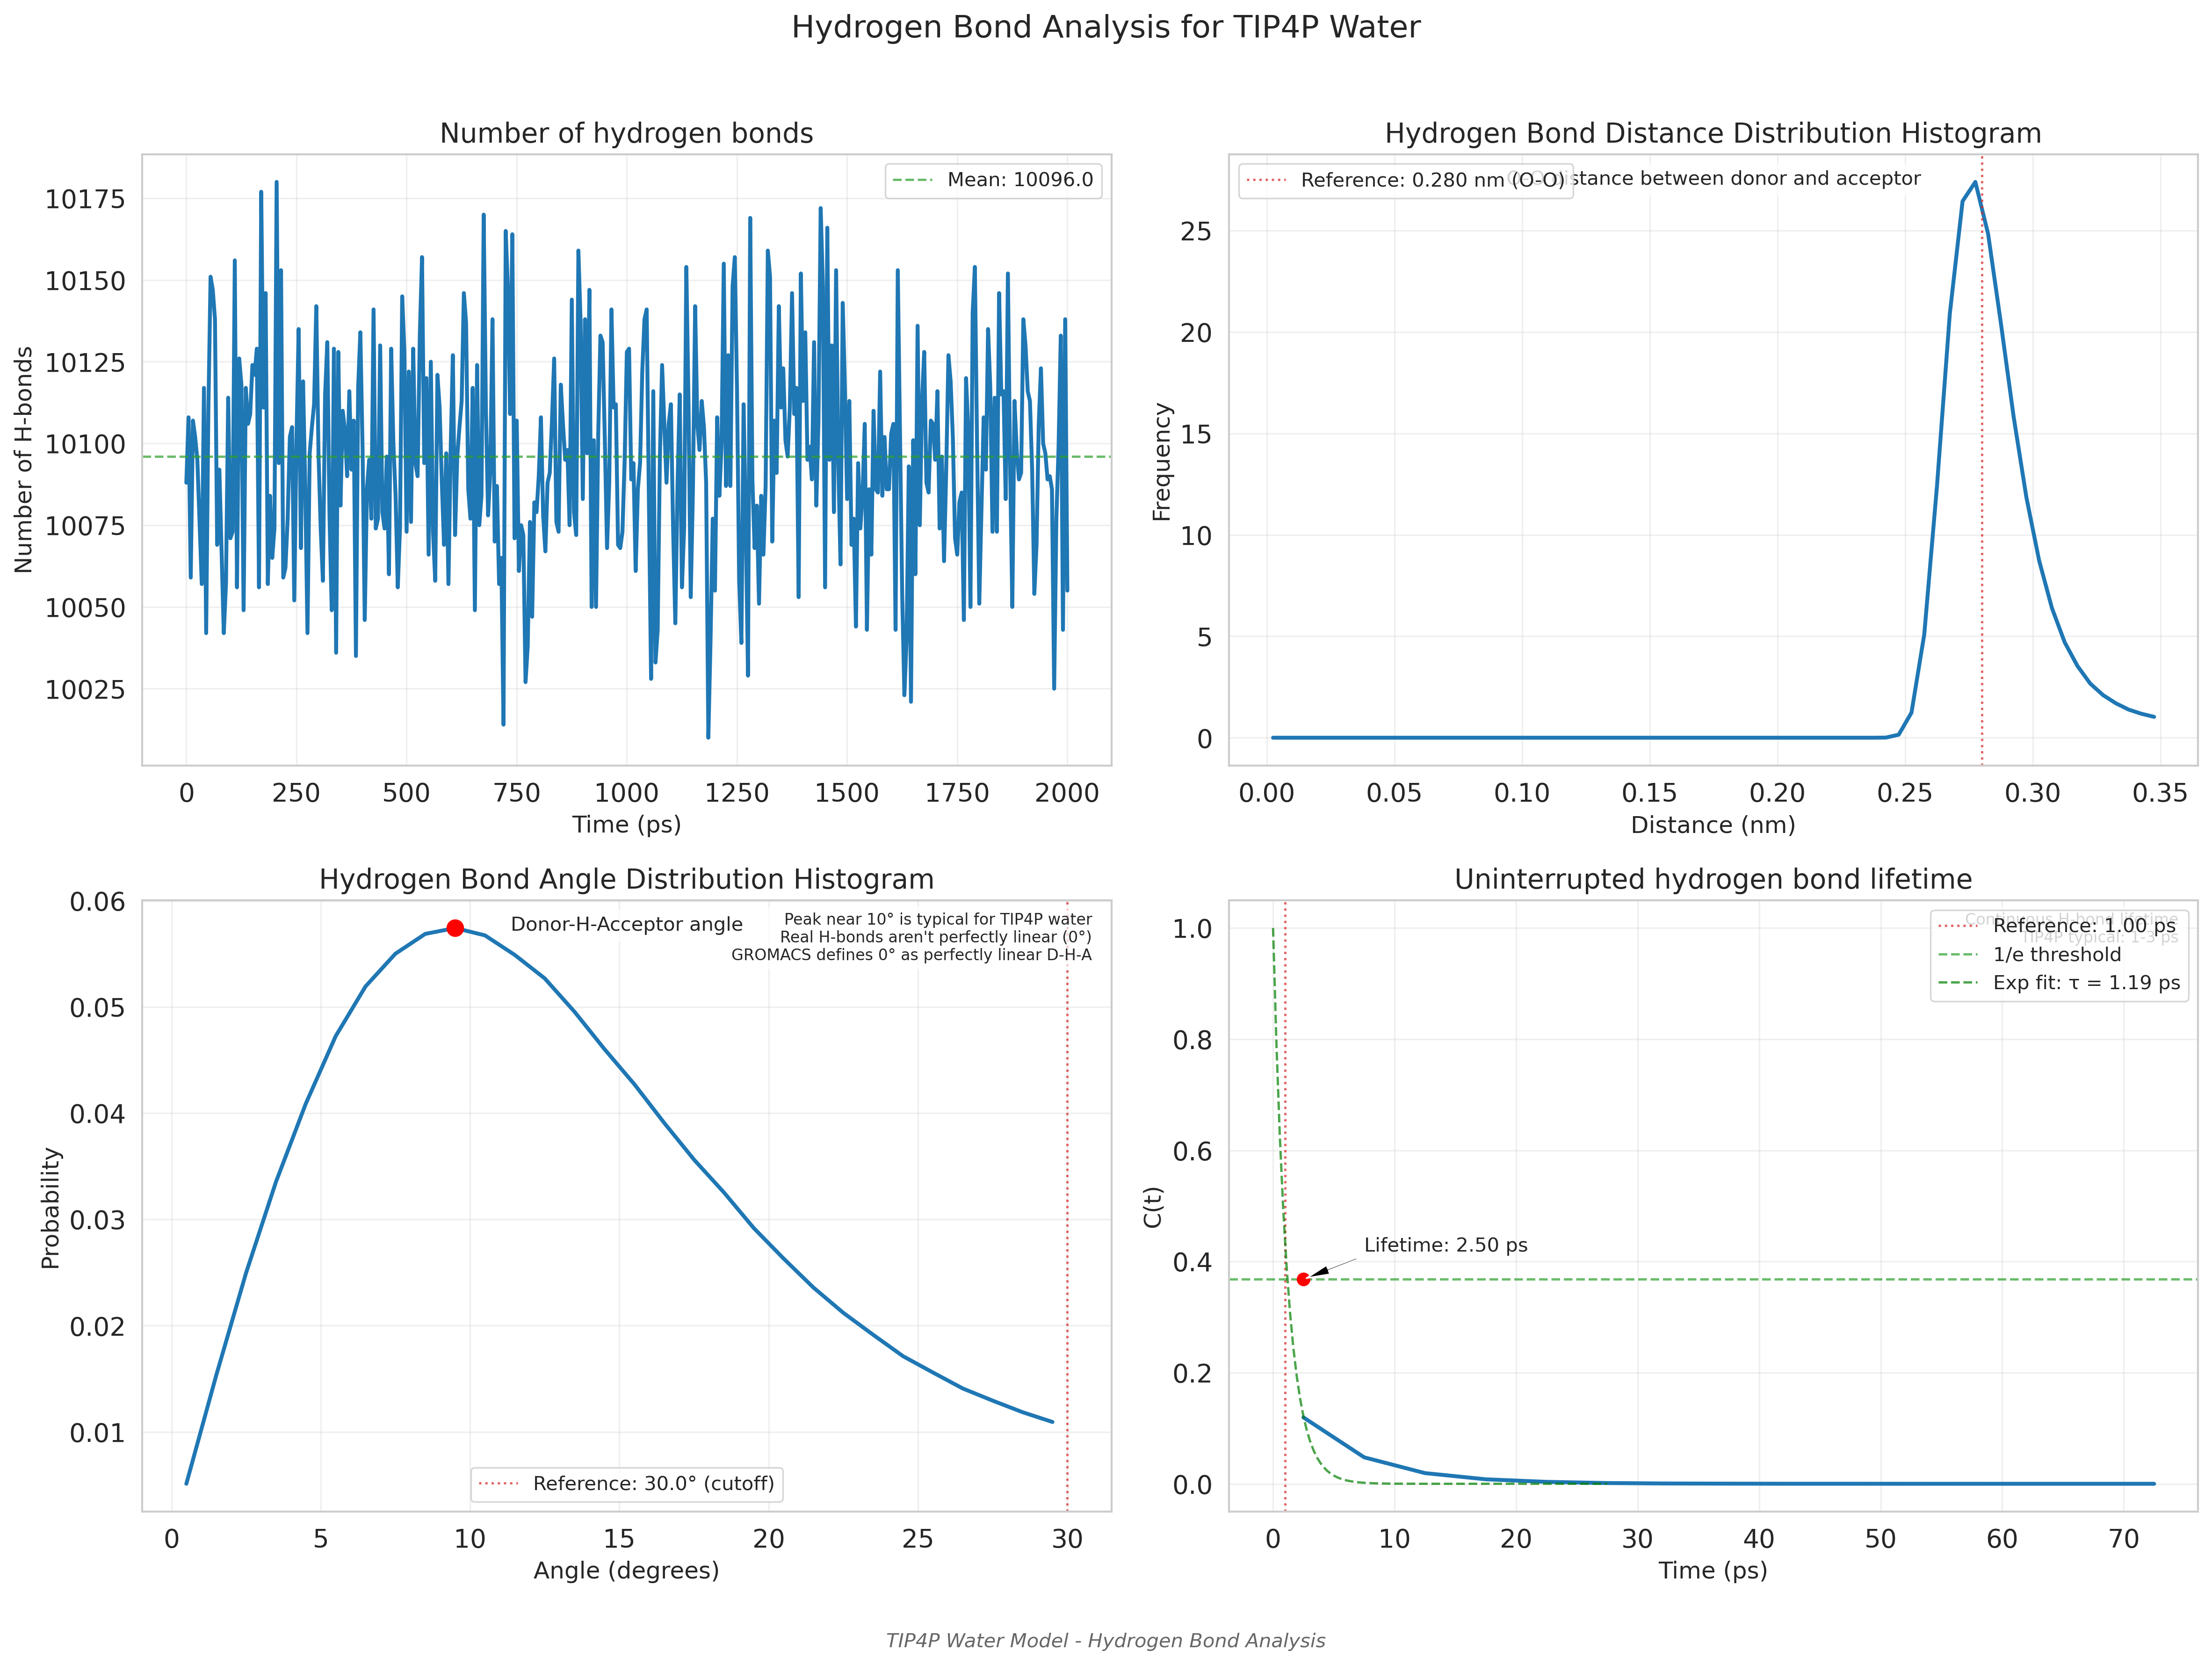 Hydrogen Bond Analysis for TIP4P Water
Number of hydrogen bonds
Number of H-bonds
10175
10150
10125
10100
10075
10050
10025
Mean: 10096.0
0 250 500 750 1000 1250 1500 1750 2000
Time (ps)
Hydrogen Bond Distance Distribution Histogram
Frequency
25
20
15
10
5
0
Reference: 0.280 nm (O-O)
distance between donor and acceptor
0.00 0.05 0.10 0.15 0.20 0.25 0.30 0.35
Distance (nm)
Hydrogen Bond Angle Distribution Histogram
Probability
0.06
0.05
0.04
0.03
0.02
0.01
Donor-H-Acceptor angle
Peak near 10° is typical for TIP4P water
Real H-bonds aren't perfectly linear (0°)
GROMACS defines 0° as perfectly linear D-H-A
Reference: 30.0° (cutoff)
0 5 10 15 20 25 30
Angle (degrees)
Uninterrupted hydrogen bond lifetime
C(t)
1.0
0.8
0.6
0.4
0.2
0.0
Continuous H-bond lifetime
TIP4P typical: 1-3 ps
Reference: 1.00 ps
1/e threshold
Exp fit: τ = 1.19 ps
Lifetime: 2.50 ps
0 10 20 30 40 50 60 70
Time (ps)
TIP4P Water Model - Hydrogen Bond Analysis